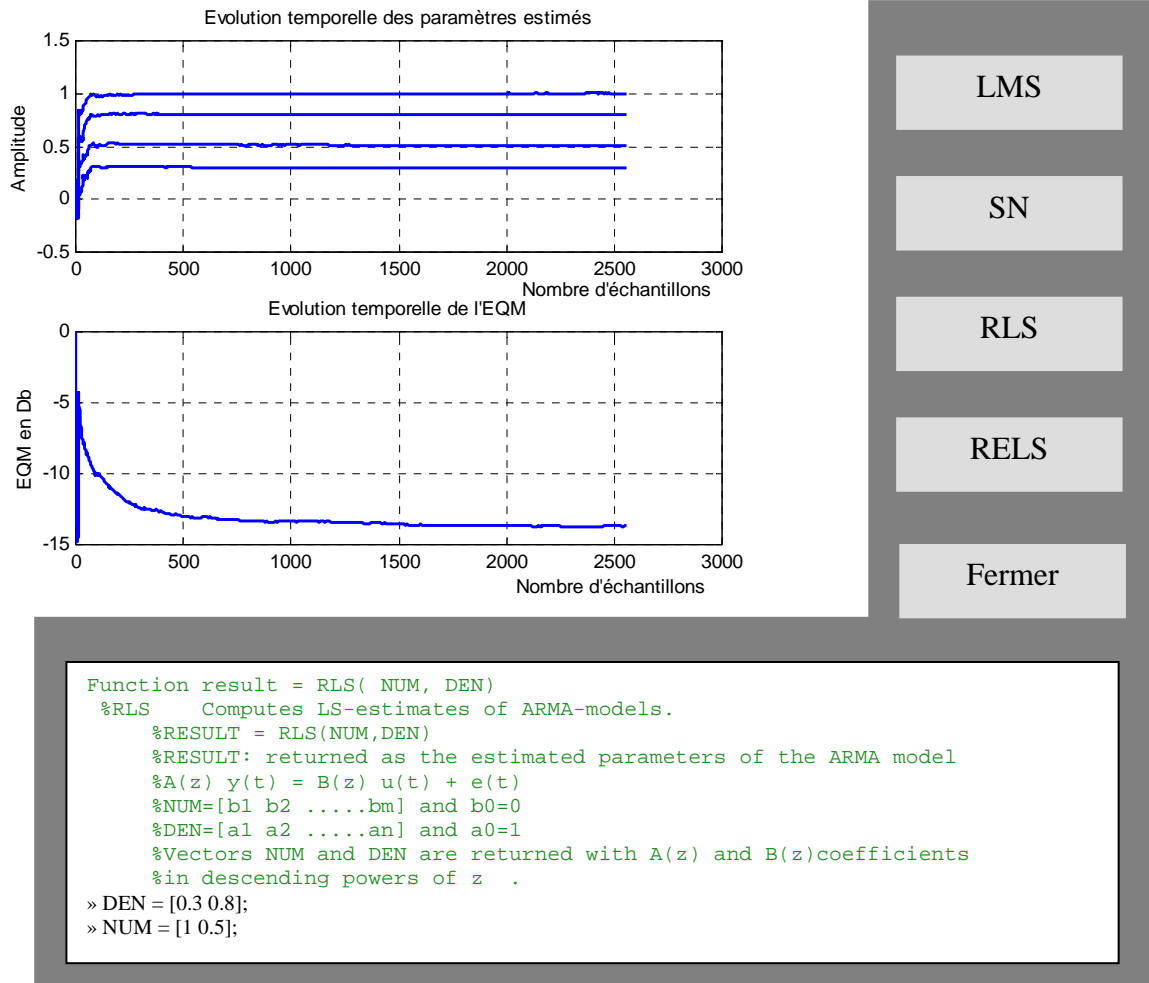 Evolution temporelle des paramètres estimés
1.5
1
0.5
0
-0.5
Amplitude
0 500 1000 1500 2000 2500 3000
Nombre d'échantillons
Evolution temporelle de l'EQM
0
-5
-10
-15
EQM en Db
0 500 1000 1500 2000 2500 3000
Nombre d'échantillons
LMS
SN
RLS
RELS
Fermer
Function result = RLS( NUM, DEN)
%RLS Computes LS-estimates of ARMA-models.
%RESULT = RLS(NUM,DEN)
%RESULT: returned as the estimated parameters of the ARMA model
%A(z) y(t) = B(z) u(t) + e(t)
%NUM=[b1 b2 .....bm] and b0=0
%DEN=[a1 a2 .....an] and a0=1
%Vectors NUM and DEN are returned with A(z) and B(z)coefficients
%in descending powers of z .
» DEN = [0.3 0.8];
» NUM = [1 0.5];